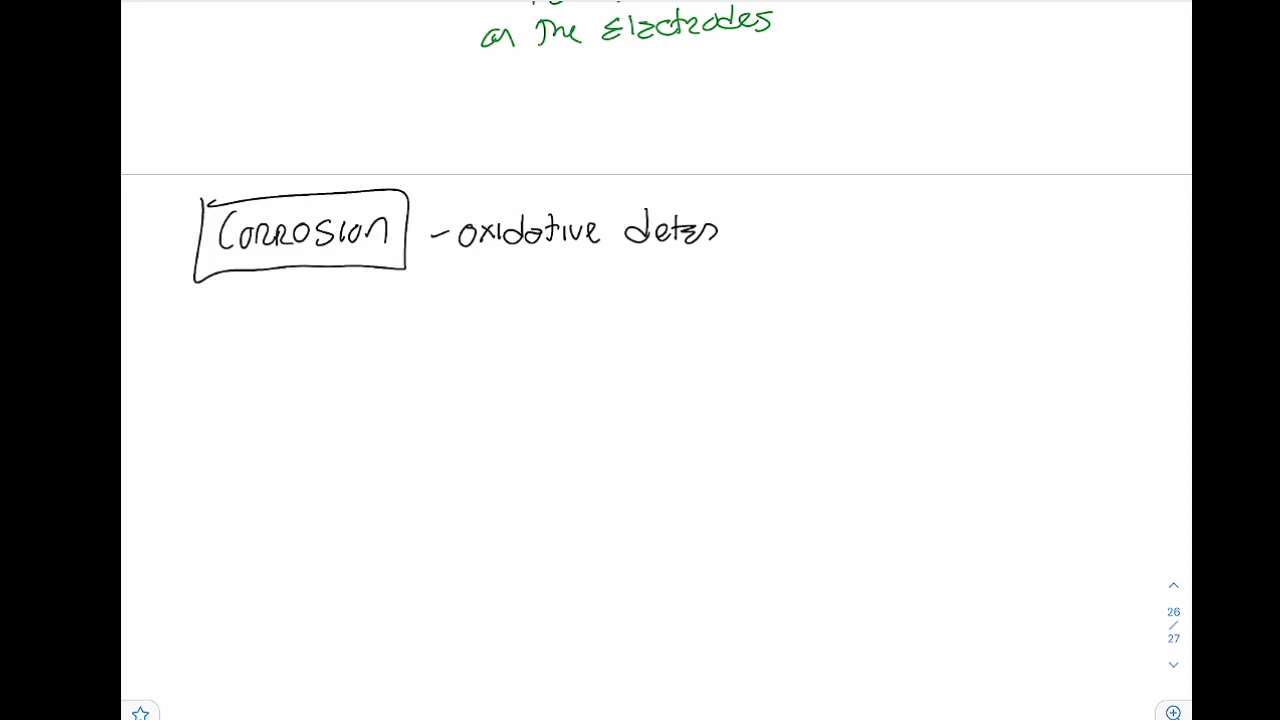 on The Electrodes
Corrosion - oxidative deter
26
/
27